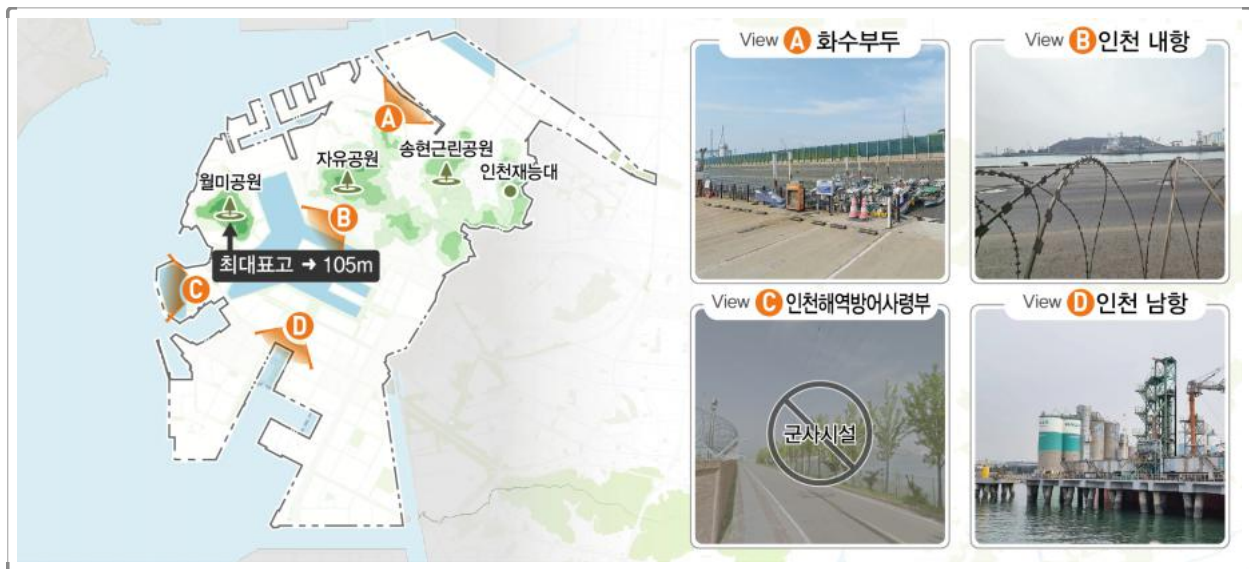 월미공원
자유공원
송현근린공원
인천재능대
최대표고 → 105m
A
B
C
D
View A 화수부두
View B 인천 내항
View C 인천해역방어사령부
군사시설
View D 인천 남항